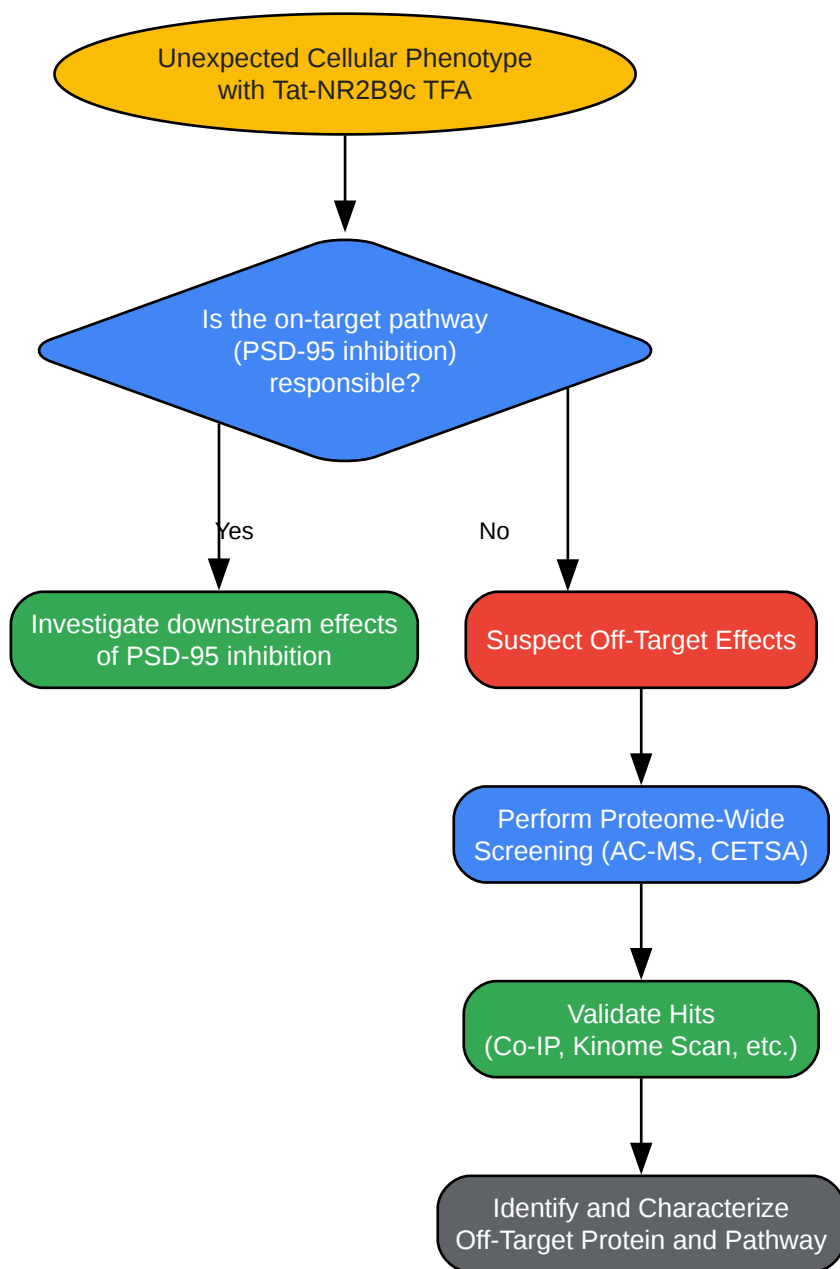 Unexpected Cellular Phenotype
with Tat-NR2B9c TFA
Is the on-target pathway
(PSD-95 inhibition)
responsible?
Yes
No
Investigate downstream effects
of PSD-95 inhibition
Suspect Off-Target Effects
Perform Proteome-Wide
Screening (AC-MS, CETSA)
Validate Hits
(Co-IP, Kinome Scan, etc.)
Identify and Characterize
Off-Target Protein and Pathway